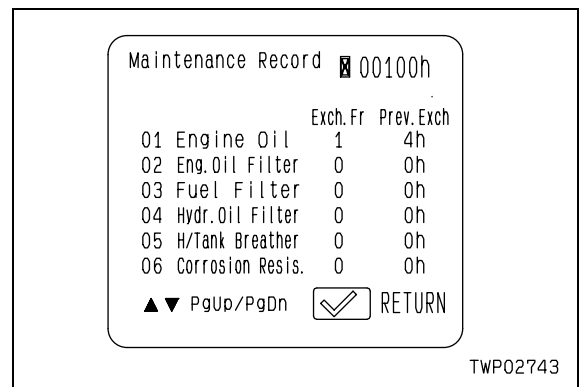 Maintenance Record 00100h
Exch.Fr Prev.Exch
01 Engine Oil 1 4h
02 Eng.Oil Filter 0 0h
03 Fuel Filter 0 0h
04 Hydr.Oil Filter 0 0h
05 H/Tank Breather 0 0h
06 Corrosion Resis. 0 0h
▲▼ PgUp/PgDn RETURN
TWP02743